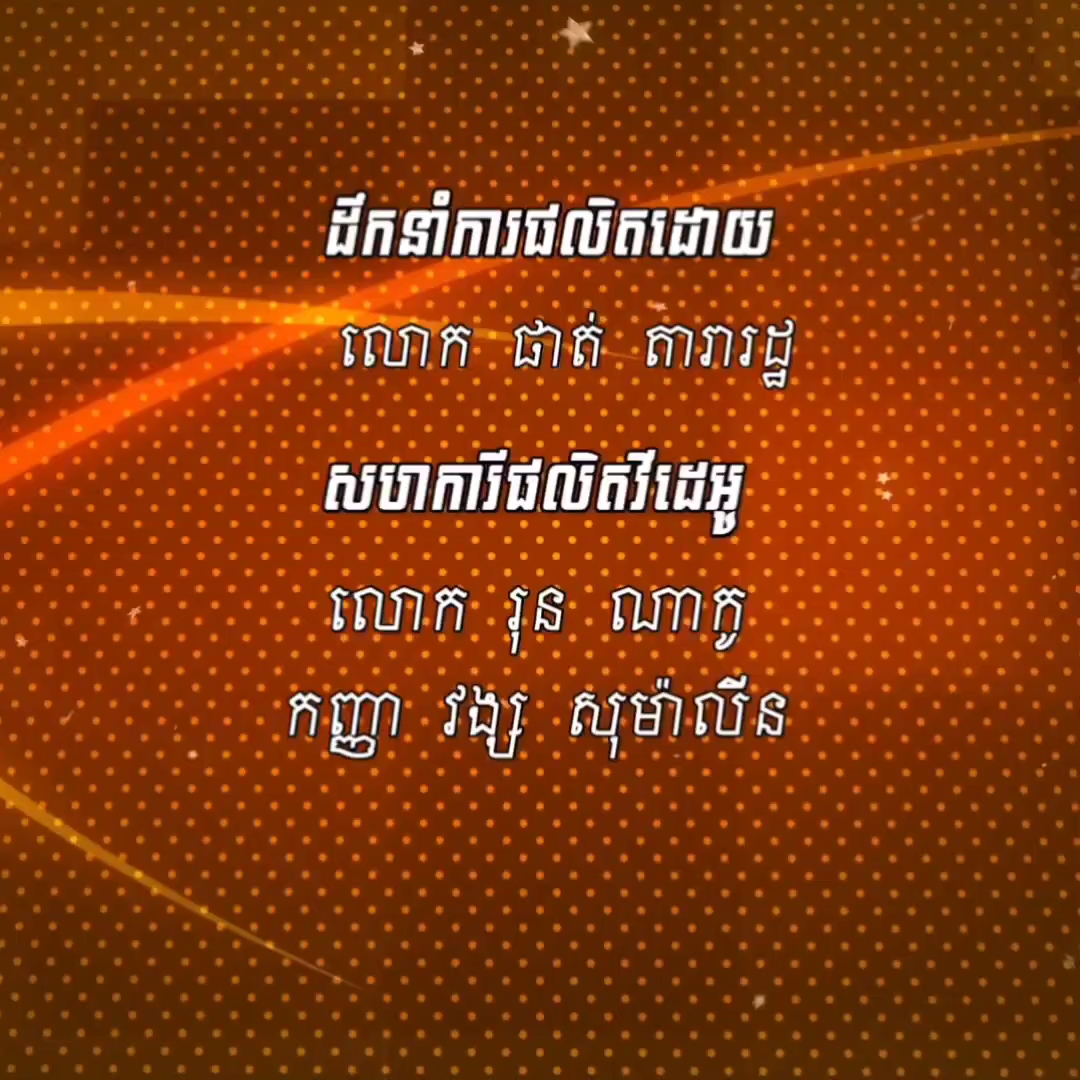 ដឹកនាំការផលិតដោយ
លោក ផាត់ តារារដ្ឋ
សហការីផលិតវីដេអូ
លោក រុន ណាកូ
កញ្ញា វង្ស សុម៉ាលីន